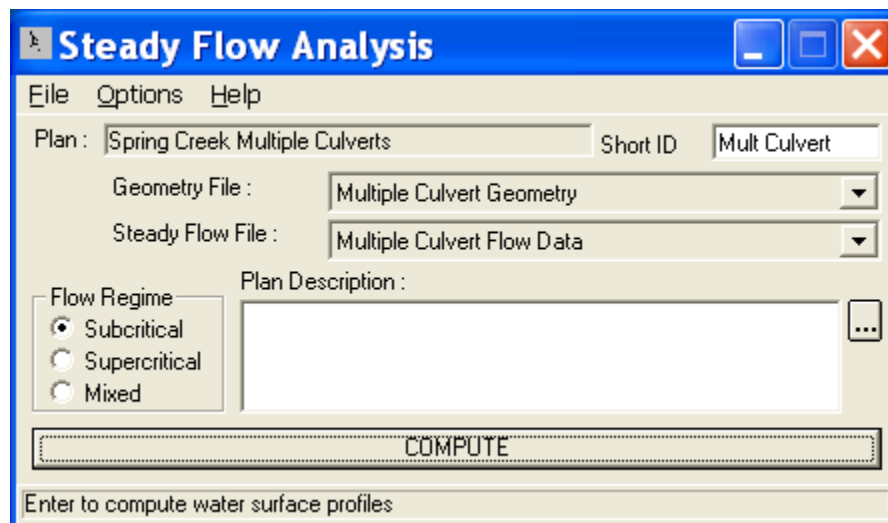 Steady Flow Analysis
File Options Help
Plan : Spring Creek Multiple Culverts Short ID Mult Culvert
Geometry File : Multiple Culvert Geometry
Steady Flow File : Multiple Culvert Flow Data
Plan Description :
Flow Regime
Subcritical
Supercritical
Mixed
...
COMPUTE
Enter to compute water surface profiles